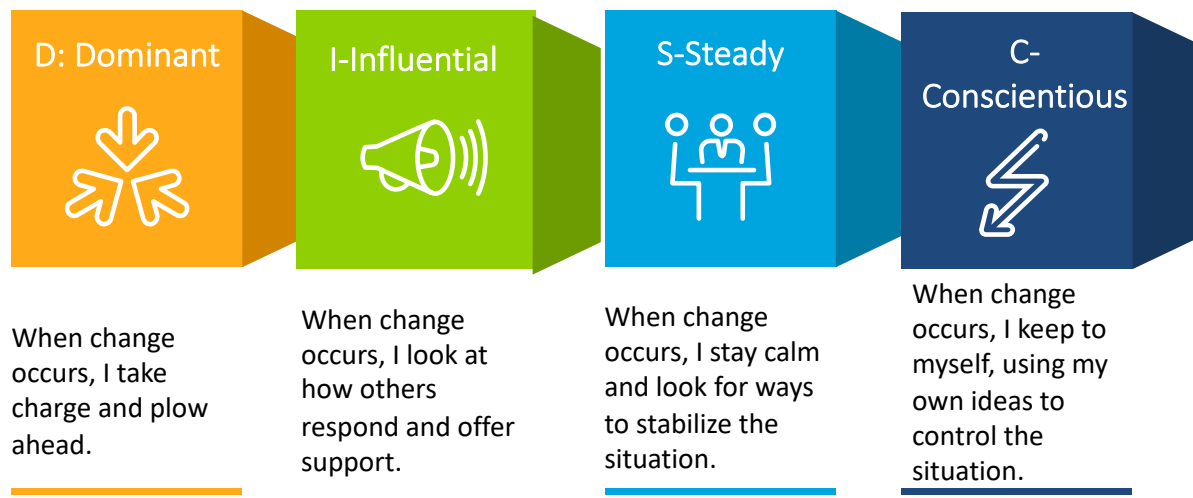 D: Dominant
When change
occurs, I take
charge and plow
ahead.
I-Influential
When change
occurs, I look at
how others
respond and offer
support.
S-Steady
When change
occurs, I stay calm
and look for ways
to stabilize the
situation.
C-
Conscientious
When change
occurs, I keep to
myself, using my
own ideas to
control the
situation.